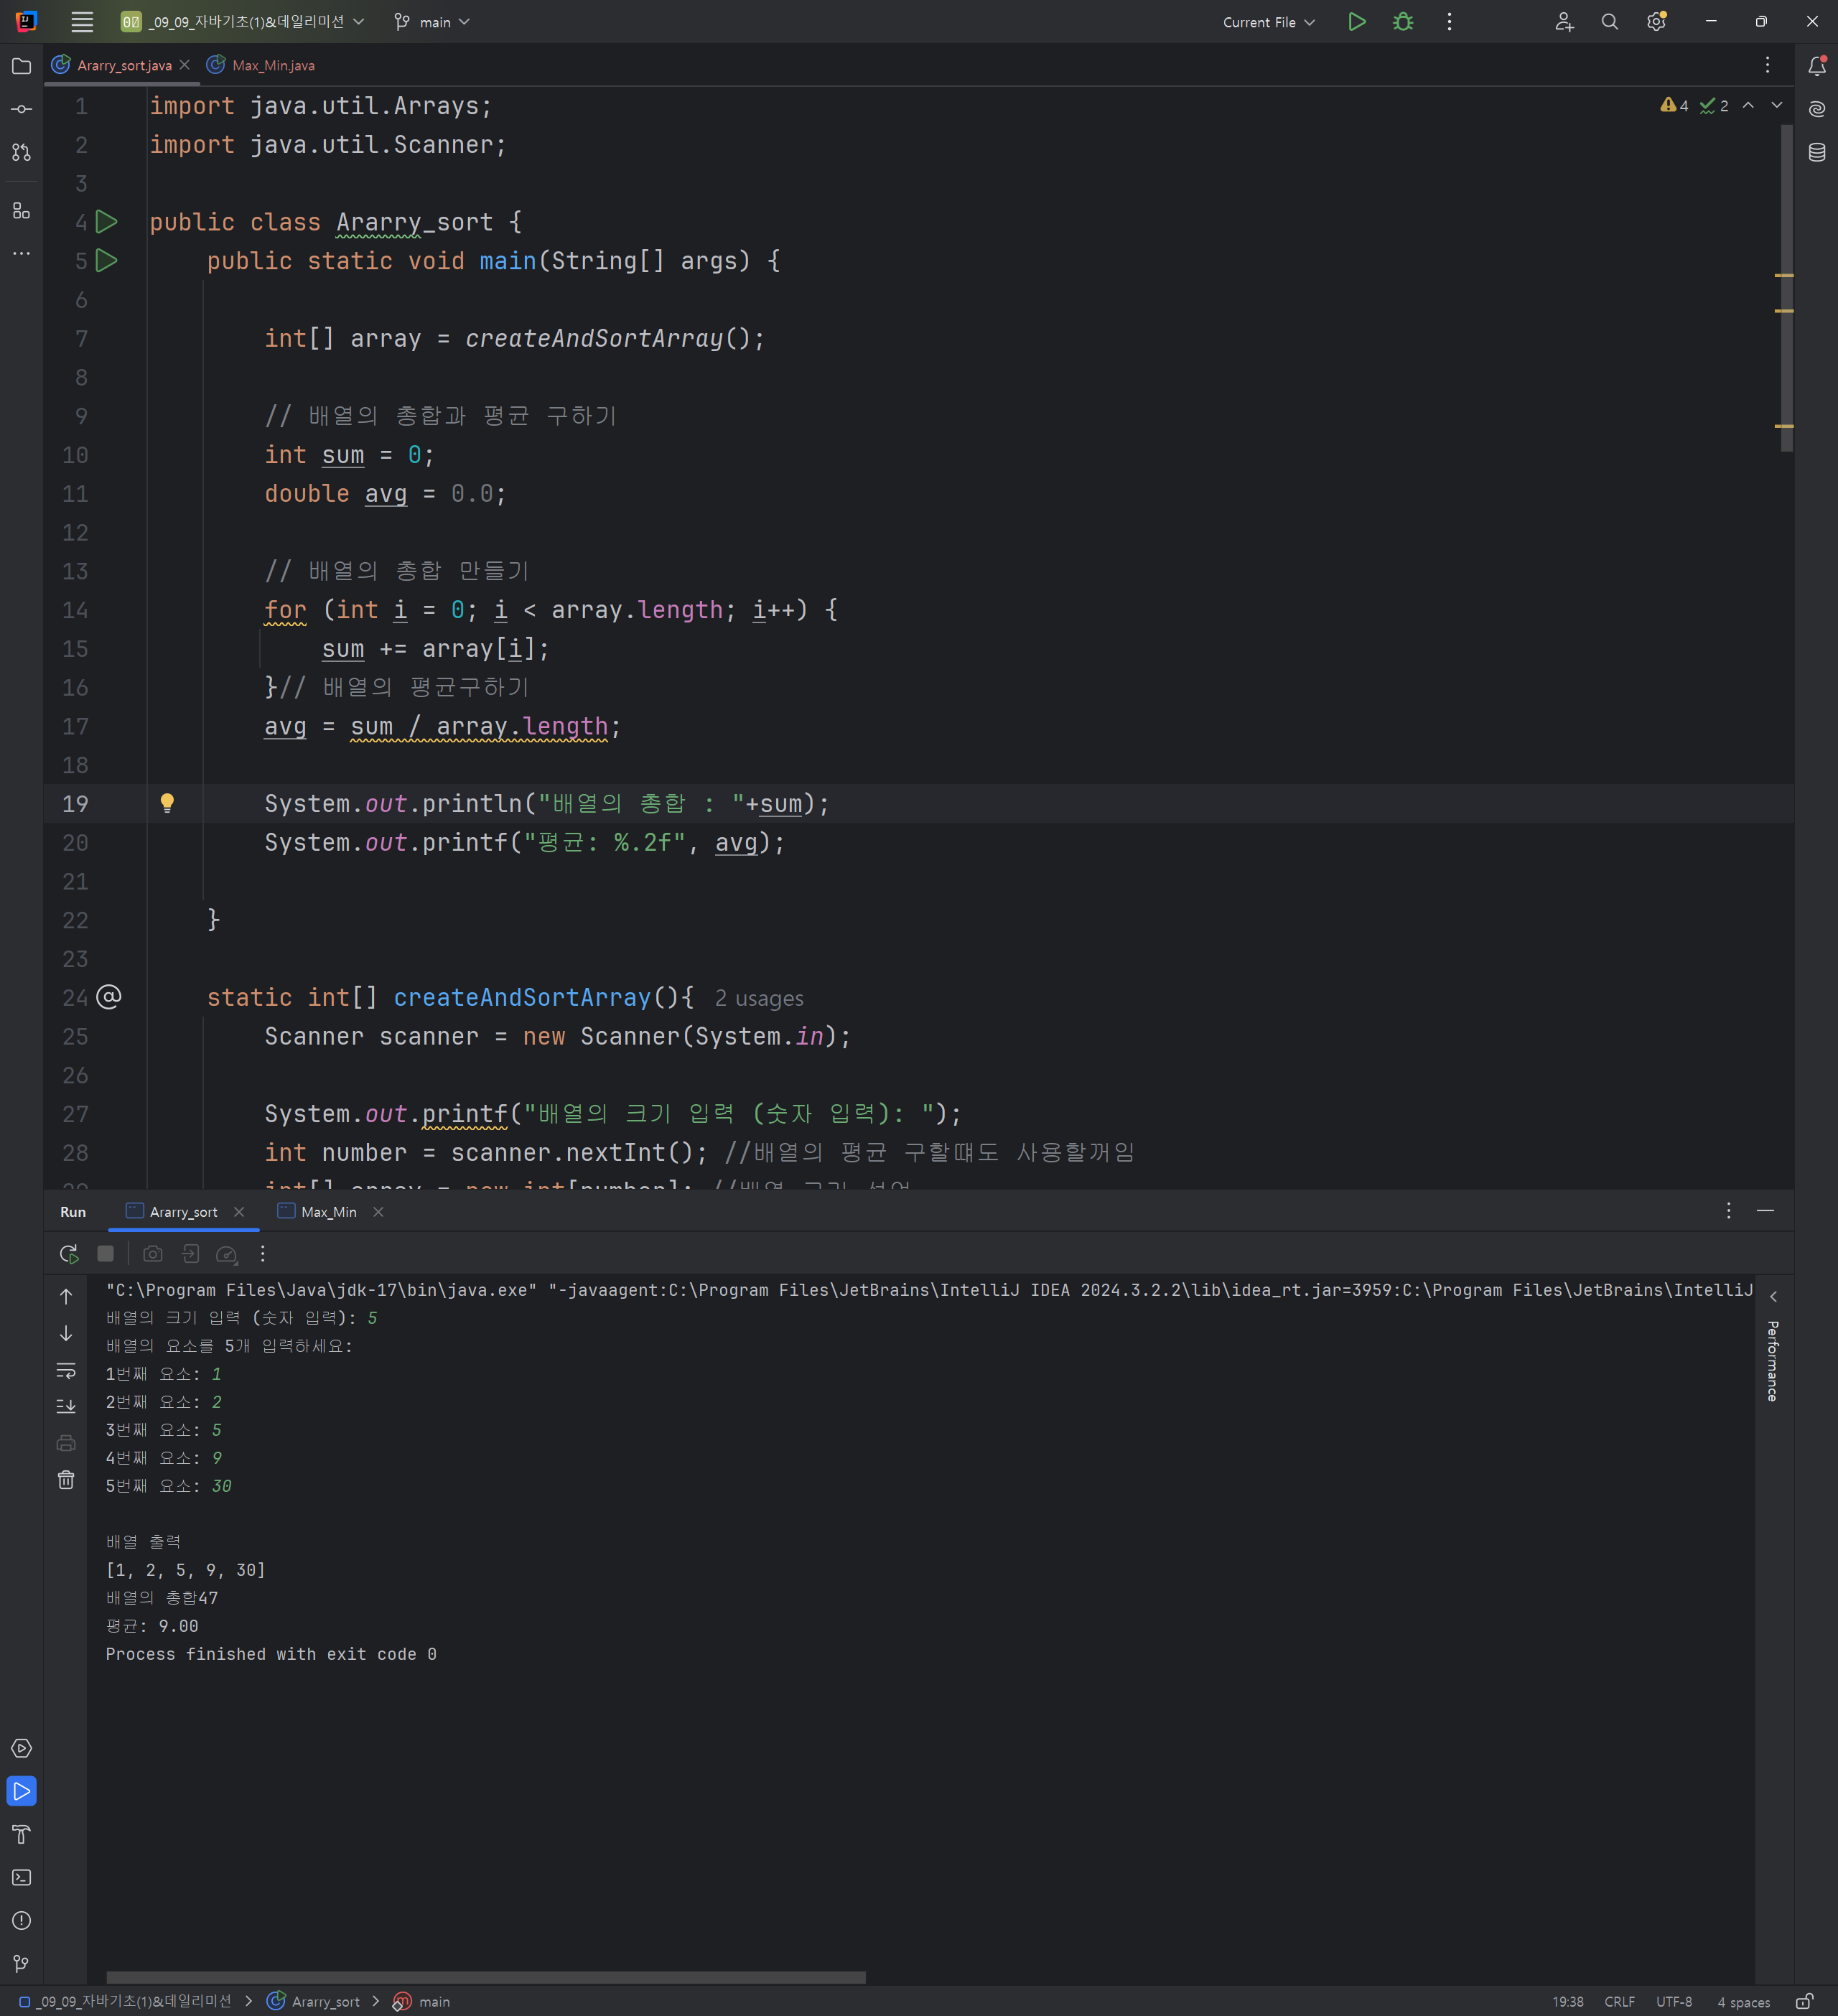 _09_09_자바기초(1)&데일리미션 main Current File
Ararry_sort.java Max_Min.java
4 2
1 import java.util.Arrays;
2 import java.util.Scanner;
3
4 public class Ararry_sort {
5 public static void main(String[] args) {
6
7 int[] array = createAndSortArray();
8
9 // 배열의 총합과 평균 구하기
10 int sum = 0;
11 double avg = 0.0;
12
13 // 배열의 총합 만들기
14 for (int i = 0; i < array.length; i++) {
15 sum += array[i];
16 }// 배열의 평균구하기
17 avg = sum / array.length;
18
19 System.out.println("배열의 총합 : "+sum);
20 System.out.printf("평균: %.2f", avg);
21
22 }
23
24 static int[] createAndSortArray(){ 2 usages
25 Scanner scanner = new Scanner(System.in);
26
27 System.out.printf("배열의 크기 입력 (숫자 입력): ");
28 int number = scanner.nextInt(); //배열의 평균 구할떄도 사용할꺼임
29 int[] array = new int[number]; //배열 크기 선언
Run Ararry_sort Max_Min
"C:\Program Files\Java\jdk-17\bin\java.exe" "-javaagent:C:\Program Files\JetBrains\IntelliJ IDEA 2024.3.2.2\lib\idea_rt.jar=3959:C:\Program Files\JetBrains\IntelliJ
배열의 크기 입력 (숫자 입력): 5
배열의 요소를 5개 입력하세요:
1번째 요소: 1
2번째 요소: 2
3번째 요소: 5
4번째 요소: 9
5번째 요소: 30
배열 출력
[1, 2, 5, 9, 30]
배열의 총합47
평균: 9.00
Process finished with exit code 0
Performance
_09_09_자바기초(1)&데일리미션 > Ararry_sort > main 19:38 CRLF UTF-8 4 spaces